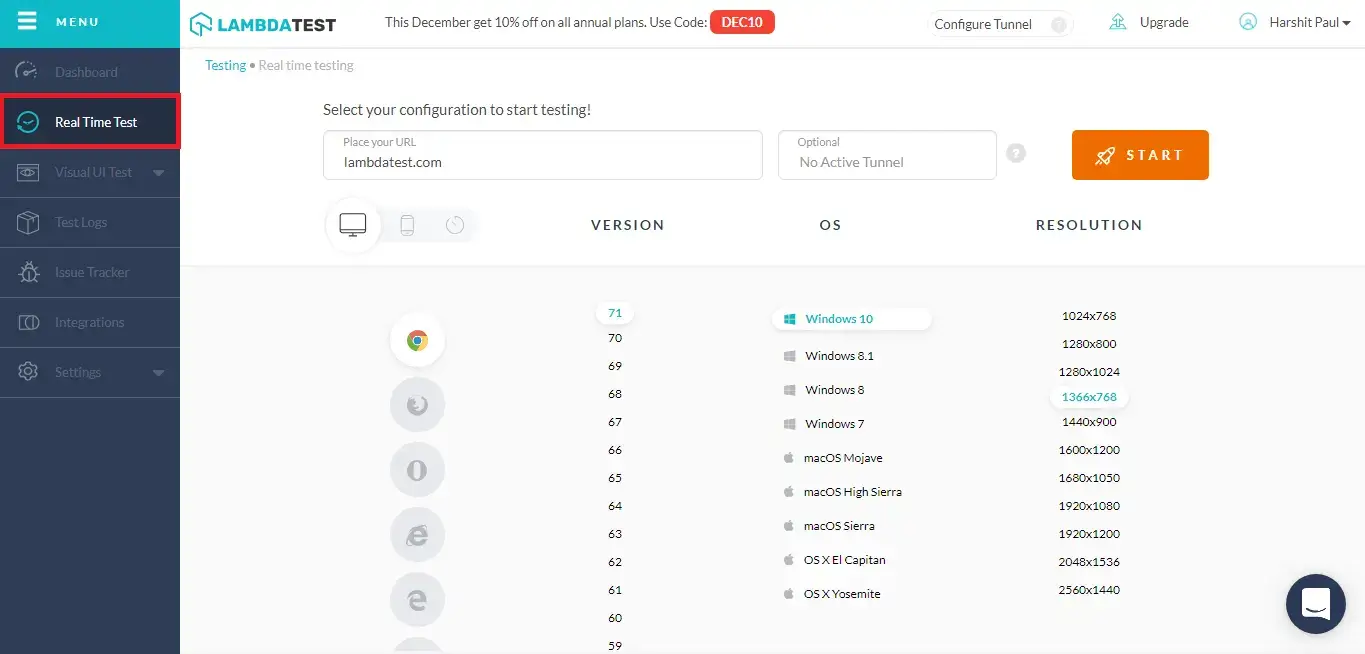 MENU
LAMBDATEST
This December get 10% off on all annual plans. Use Code: DEC10
Configure Tunnel ?
Upgrade
Harshit Paul
Dashboard
Real Time Test
Visual UI Test
Test Logs
Issue Tracker
Integrations
Settings
Testing • Real time testing
Select your configuration to start testing!
Place your URL
lambdatest.com
Optional
No Active Tunnel
?
START
VERSION
OS
RESOLUTION
71
70
69
68
67
66
65
64
63
62
61
60
59
Windows 10
Windows 8.1
Windows 8
Windows 7
macOS Mojave
macOS High Sierra
macOS Sierra
OS X El Capitan
OS X Yosemite
1024x768
1280x800
1280x1024
1366x768
1440x900
1600x1200
1680x1050
1920x1080
1920x1200
2048x1536
2560x1440